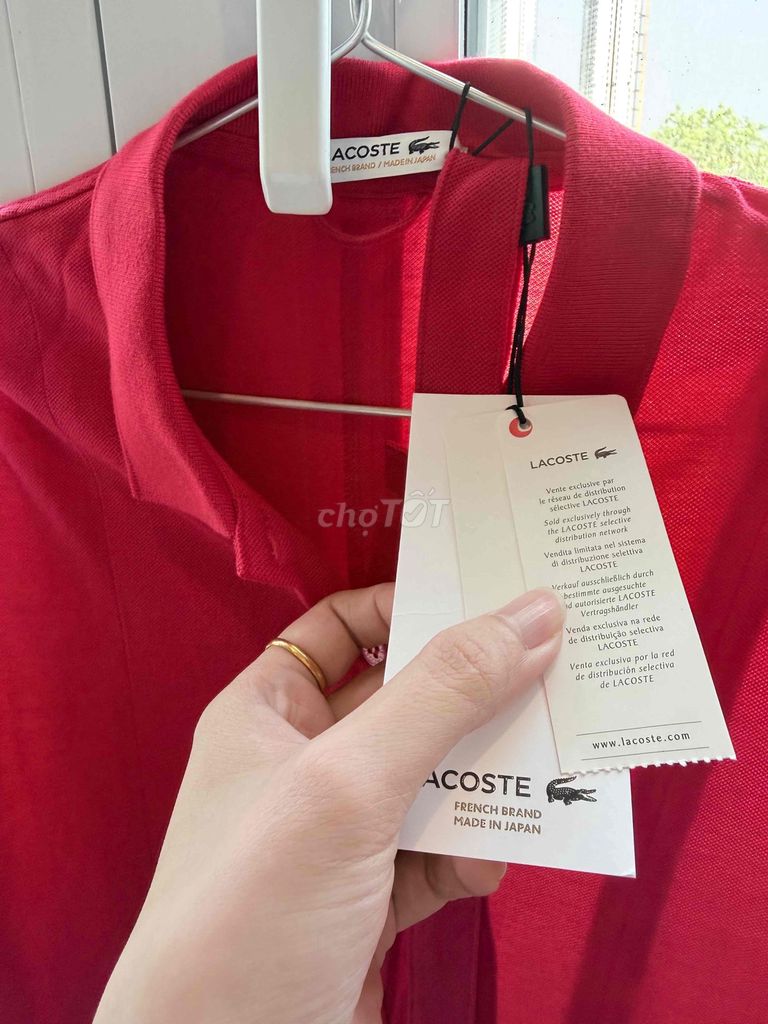 ACOSTE
ENCH BRAND / MADE IN JAPAN
chợTỐT
LACOSTE
Vente exclusive par
le réseau de distribution
sélective LACOSTE
Sold exclusively through
the LACOSTE selective
distribution network
Vendita limitata nel sistema
di distribuzione selettiva
LACOSTE
Verkauf ausschließlich durch
bestimmte ausgesuchte
nd autorisierte LACOSTE
Vertragshändler
Venda exclusiva na rede
de distribuição selectiva
LACOSTE
Venta exclusiva por la red
de distribución selectiva
de LACOSTE
www.lacoste.com
ACOSTE
FRENCH BRAND
MADE IN JAPAN